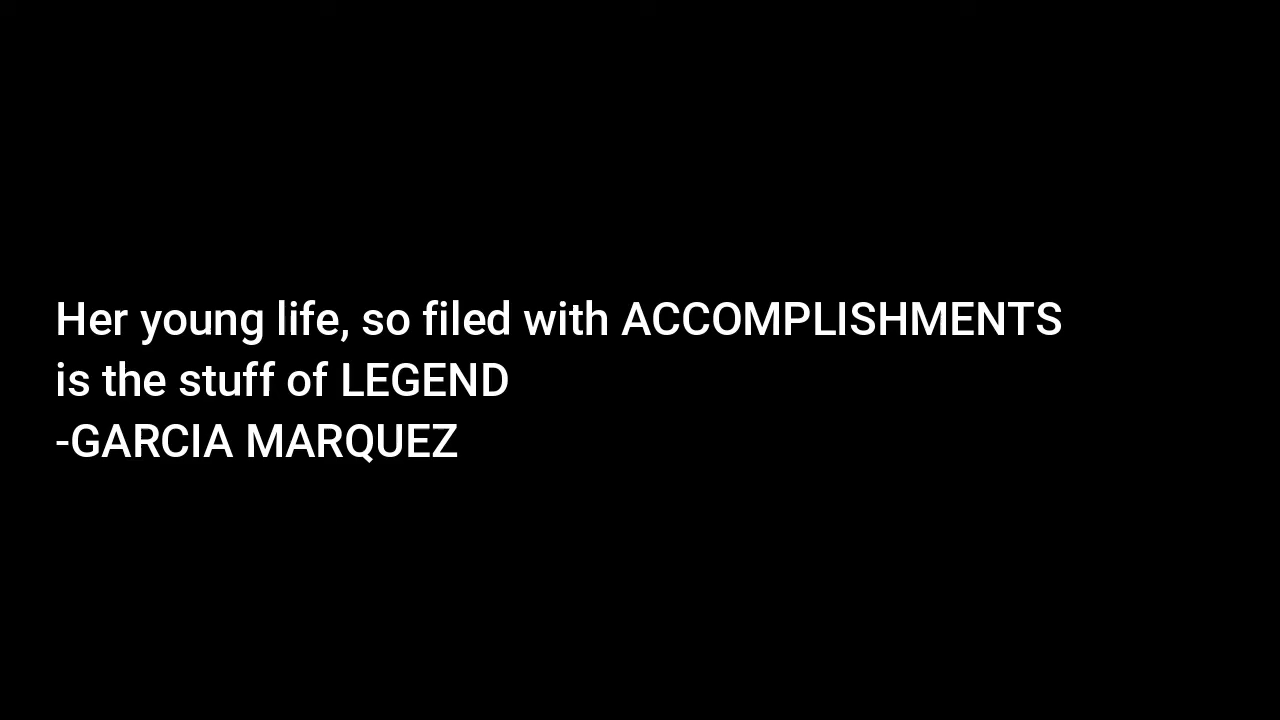 Her young life, so filed with ACCOMPLISHMENTS
is the stuff of LEGEND
-GARCIA MARQUEZ